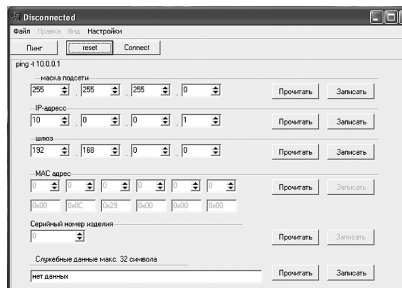 Disconnected
Файл Правка Вид Настройки
Пинг reset Connect
ping -t 10.0.0.1
маска подсети
255 . 255 . 255 . 0 Прочитать Записать
IP-адресс
10 . 0 . 0 . 1 Прочитать Записать
шлюз
192 . 168 . 0 . 0 Прочитать Записать
MAC адрес
0 0 0 0 0 0 Прочитать Записать
0x00 0x0C 0x29 0x00 0x00 0x00
Серийный номер изделия
0 Прочитать Записать
Служебные данные макс. 32 символа
нет данных Прочитать Записать